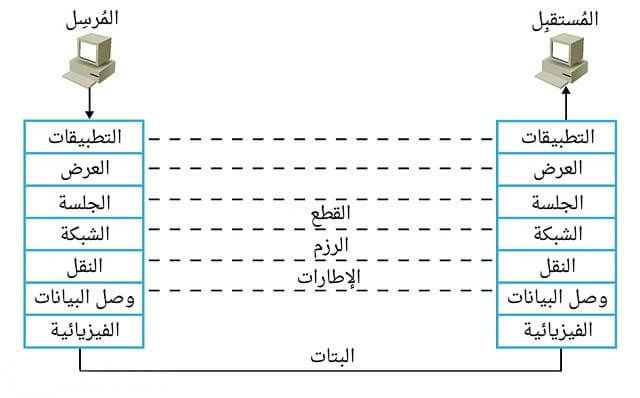 المُرسِل
المُستقبِل
التطبيقات
التطبيقات
العرض
العرض
الجلسة
الجلسة
القطع
الشبكة
الشبكة
الرزم
النقل
النقل
الإطارات
وصل البيانات
وصل البيانات
الفيزيائية
الفيزيائية
البتات